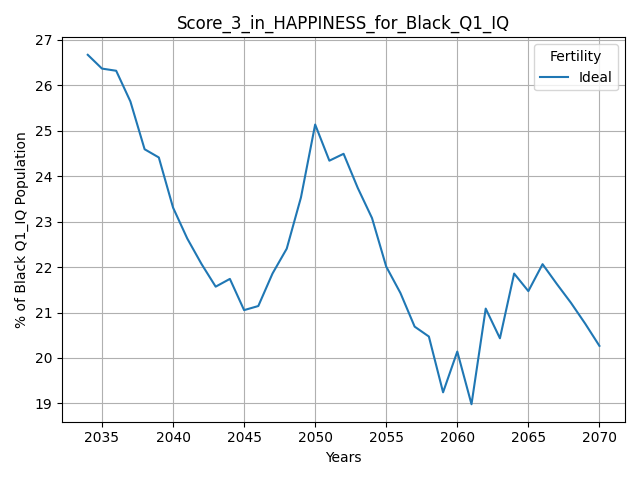 Score_3_in_HAPPINESS_for_Black_Q1_IQ
Fertility
Ideal
% of Black Q1_IQ Population
27
26
25
24
23
22
21
20
19
2035 2040 2045 2050 2055 2060 2065 2070
Years